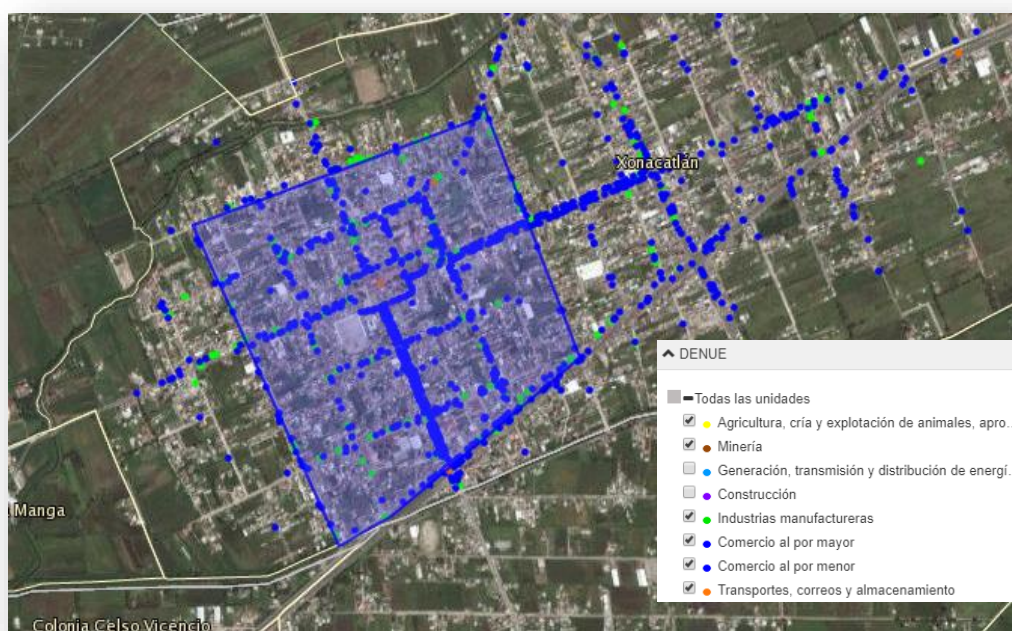 Xonacatlán
DENUE
Todas las unidades
Agricultura, cría y explotación de animales, apro..
Minería
Generación, transmisión y distribución de energí..
Construcción
Industrias manufactureras
Comercio al por mayor
Comercio al por menor
Transportes, correos y almacenamiento
Manga
Colonia Celso Vicencio